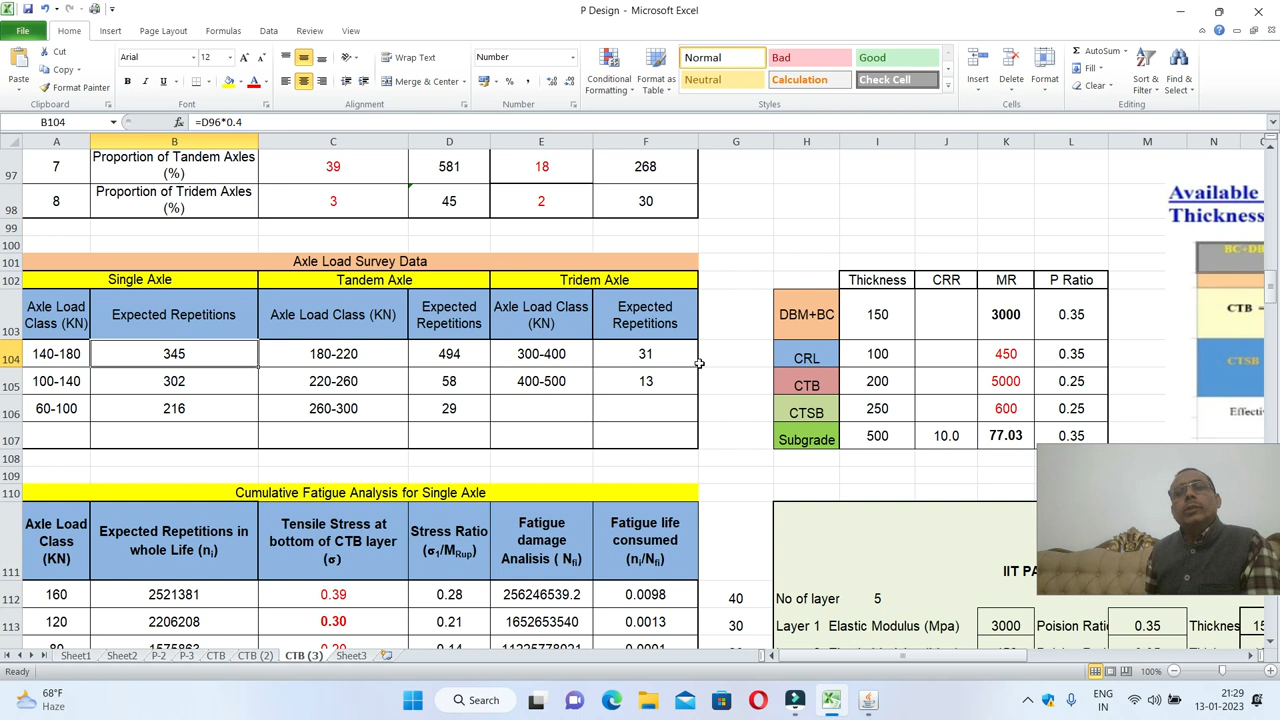 P Design - Microsoft Excel
File Home Insert Page Layout Formulas Data Review View
Cut
Copy
Format Painter
Paste
Clipboard
Arial 12
B I U
Font
Wrap Text
Merge & Center
Alignment
Number
Number
Conditional Formatting
Format as Table
Normal Bad Good
Neutral Calculation Check Cell
Styles
Insert Delete Format
Cells
AutoSum
Fill
Clear
Sort & Filter
Find & Select
Editing
B104 fx =D96*0.4
A B C D E F G H I J K L M N
97 7 Proportion of Tandem Axles (%) 39 581 18 268
98 8 Proportion of Tridem Axles (%) 3 45 2 30
Available
Thickness
BC+DB
99
100
101 Axle Load Survey Data
102 Single Axle Tandem Axle Tridem Axle Thickness CRR MR P Ratio
103 Axle Load Class (KN) Expected Repetitions Axle Load Class (KN) Expected Repetitions Axle Load Class (KN) Expected Repetitions DBM+BC 150 3000 0.35
CTB
104 140-180 345 180-220 494 300-400 31 CRL 100 450 0.35
CTSB
105 100-140 302 220-260 58 400-500 13 CTB 200 5000 0.25
106 60-100 216 260-300 29 CTSB 250 600 0.25
Effectiv
107 Subgrade 500 10.0 77.03 0.35
108
109
110 Cumulative Fatigue Analysis for Single Axle
111 Axle Load Class (KN) Expected Repetitions in whole Life (ni) Tensile Stress at bottom of CTB layer (σ) Stress Ratio (σ1/MRup) Fatigue damage Analisis ( Nfi) Fatigue life consumed (ni/Nfi)
IIT PA
112 160 2521381 0.39 0.28 256246539.2 0.0098 40 No of layer 5
113 120 2206208 0.30 0.21 1652653540 0.0013 30 Layer 1 Elastic Modulus (Mpa) 3000 Poision Ratio 0.35 Thicknes 15
Sheet1 Sheet2 P-2 P-3 CTB CTB (2) CTB (3) Sheet3
Ready 100%
68°F
Haze
Search
ENG
IN
21:29
13-01-2023